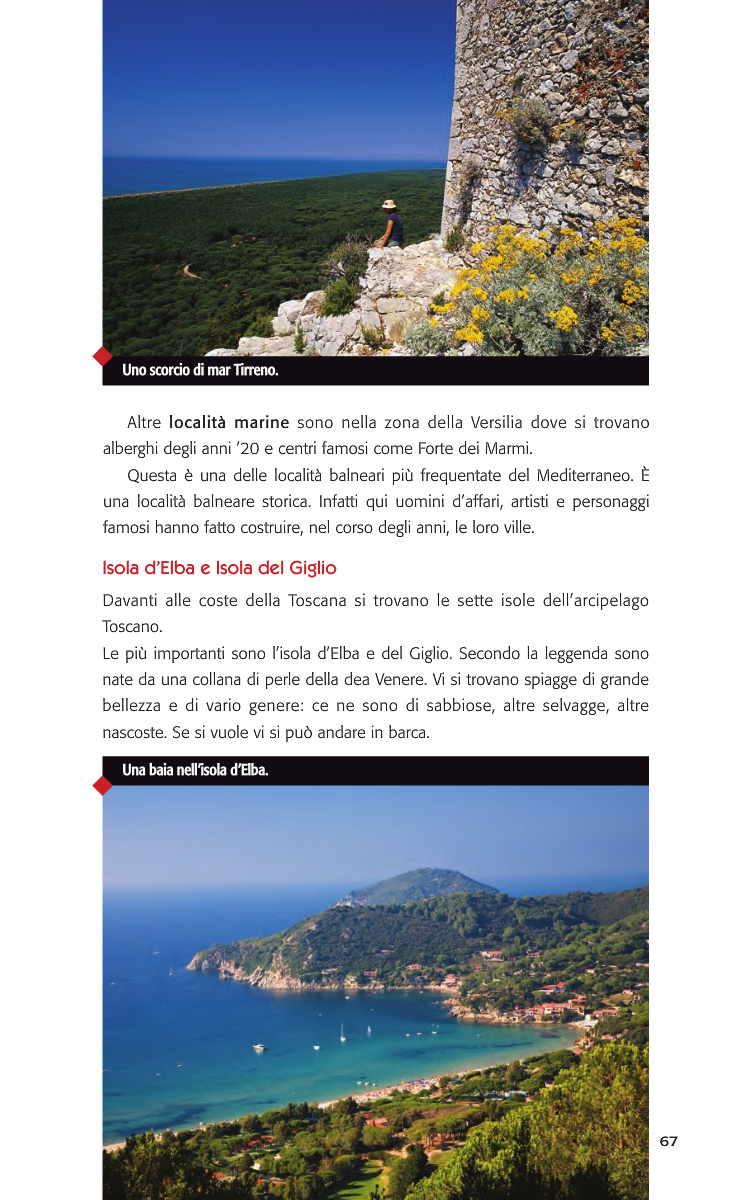 Uno scorcio di mar Tirreno.
Altre località marine sono nella zona della Versilia dove si trovano
alberghi degli anni ’20 e centri famosi come Forte dei Marmi.
Questa è una delle località balneari più frequentate del Mediterraneo. È
una località balneare storica. Infatti qui uomini d’affari, artisti e personaggi
famosi hanno fatto costruire, nel corso degli anni, le loro ville.
Isola d’Elba e Isola del Giglio
Davanti alle coste della Toscana si trovano le sette isole dell’arcipelago
Toscano.
Le più importanti sono l’isola d’Elba e del Giglio. Secondo la leggenda sono
nate da una collana di perle della dea Venere. Vi si trovano spiagge di grande
bellezza e di vario genere: ce ne sono di sabbiose, altre selvagge, altre
nascoste. Se si vuole vi si può andare in barca.
Una baia nell’isola d’Elba.
67